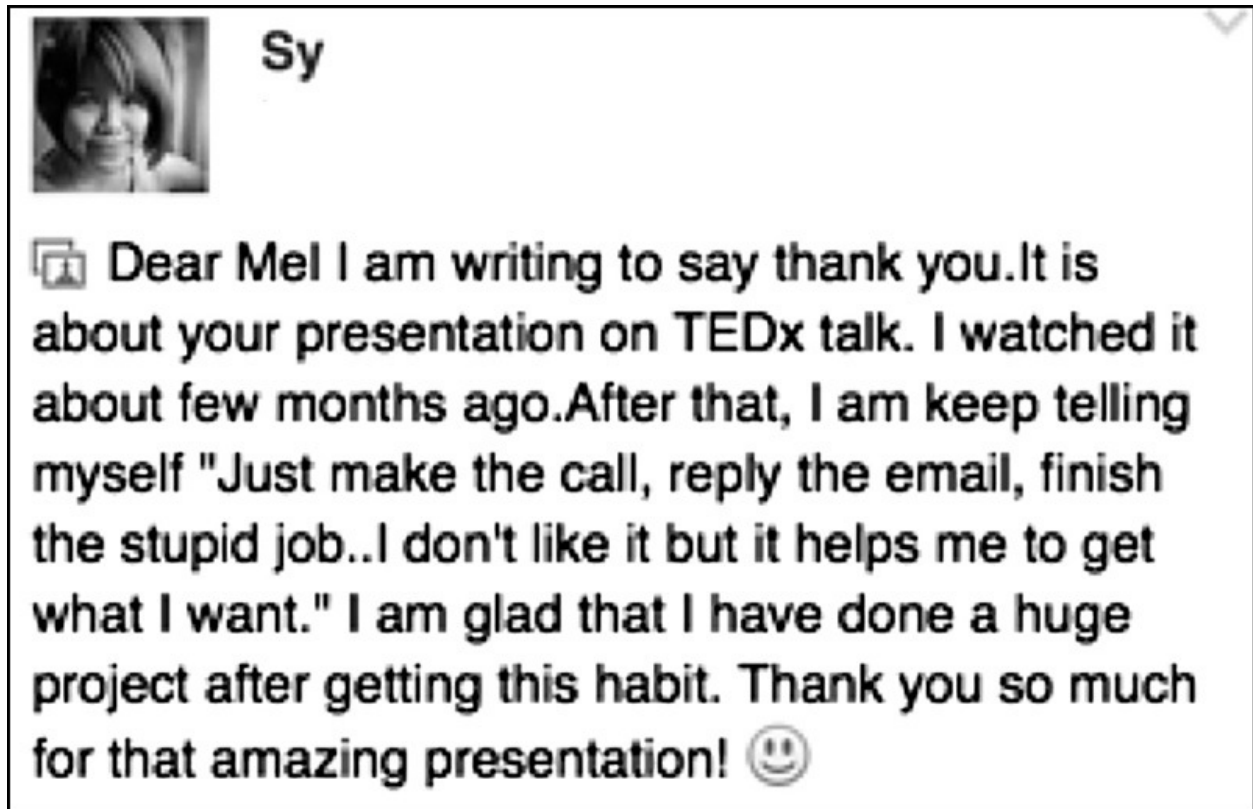 Sy
Dear Mel I am writing to say thank you.It is
about your presentation on TEDx talk. I watched it
about few months ago.After that, I am keep telling
myself "Just make the call, reply the email, finish
the stupid job..I don't like it but it helps me to get
what I want." I am glad that I have done a huge
project after getting this habit. Thank you so much
for that amazing presentation!